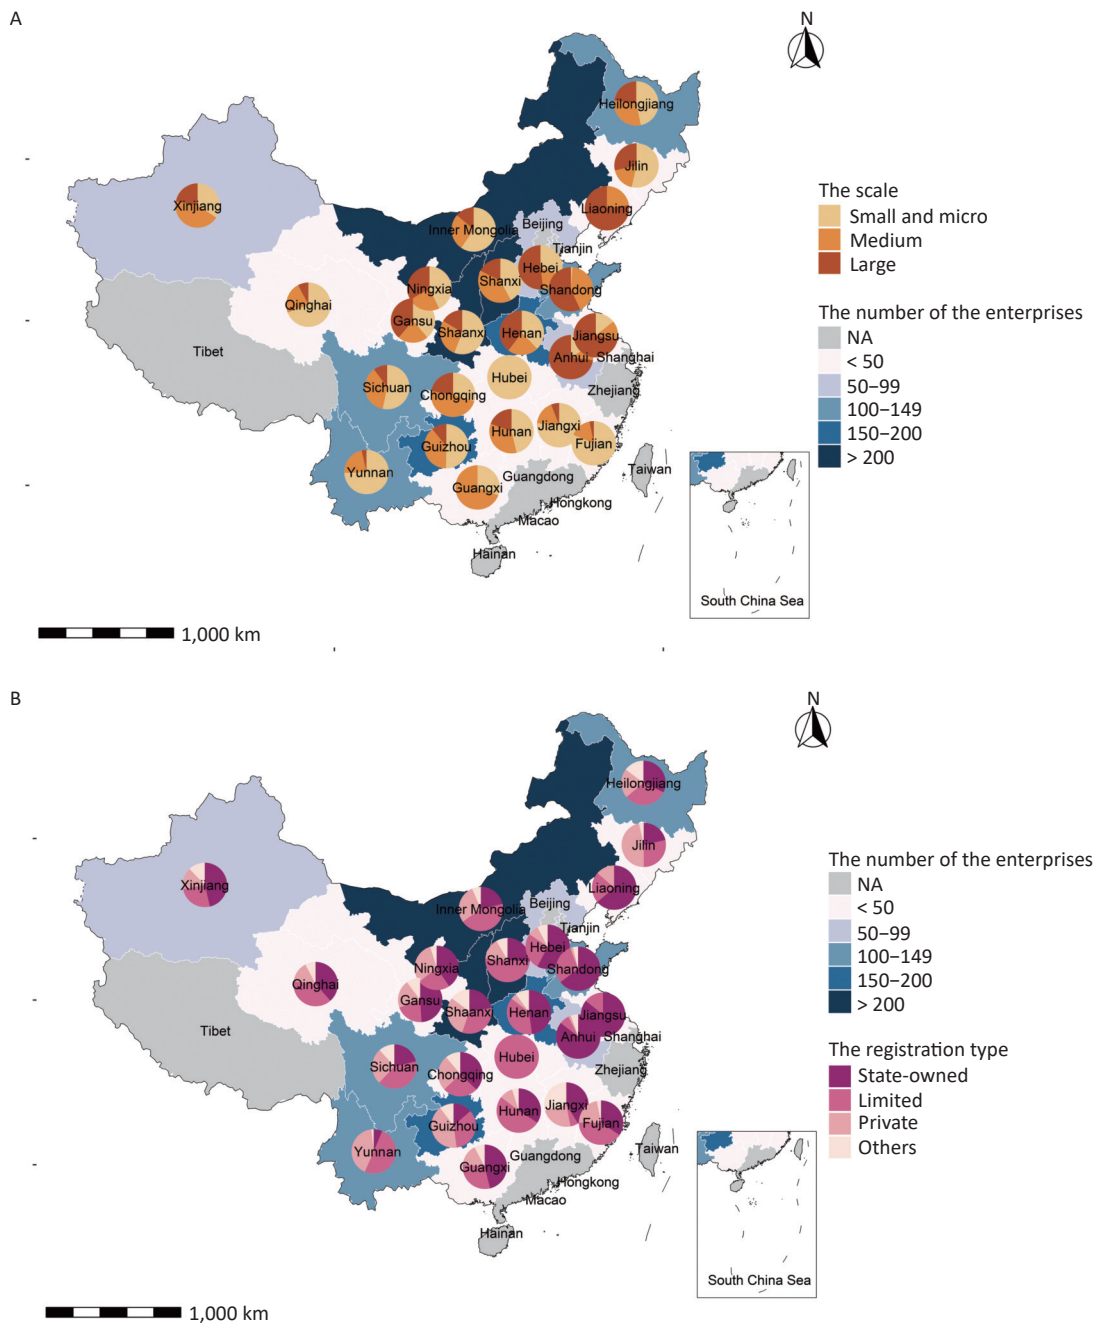 A
N
Heilongjiang
Jilin
Liaoning
Xinjiang
Inner Mongolia
Beijing
Tianjin
Hebei
Shanxi
Ningxia
Shandong
Qinghai
Gansu
Shaanxi
Henan
Jiangsu
Anhui
Shanghai
Tibet
Hubei
Sichuan
Chongqing
Zhejiang
Hunan
Jiangxi
Fujian
Guizhou
Yunnan
Guangxi
Guangdong
Taiwan
Hongkong
Macao
Hainan
The scale
Small and micro
Medium
Large
The number of the enterprises
NA
< 50
50–99
100–149
150–200
> 200
South China Sea
1,000 km
B
N
Heilongjiang
Jilin
Liaoning
Xinjiang
Inner Mongolia
Beijing
Tianjin
Hebei
Shanxi
Ningxia
Shandong
Qinghai
Gansu
Shaanxi
Henan
Jiangsu
Anhui
Shanghai
Tibet
Hubei
Sichuan
Chongqing
Zhejiang
Hunan
Jiangxi
Fujian
Guizhou
Yunnan
Guangxi
Guangdong
Taiwan
Hongkong
Macao
Hainan
The number of the enterprises
NA
< 50
50–99
100–149
150–200
> 200
The registration type
State-owned
Limited
Private
Others
South China Sea
1,000 km